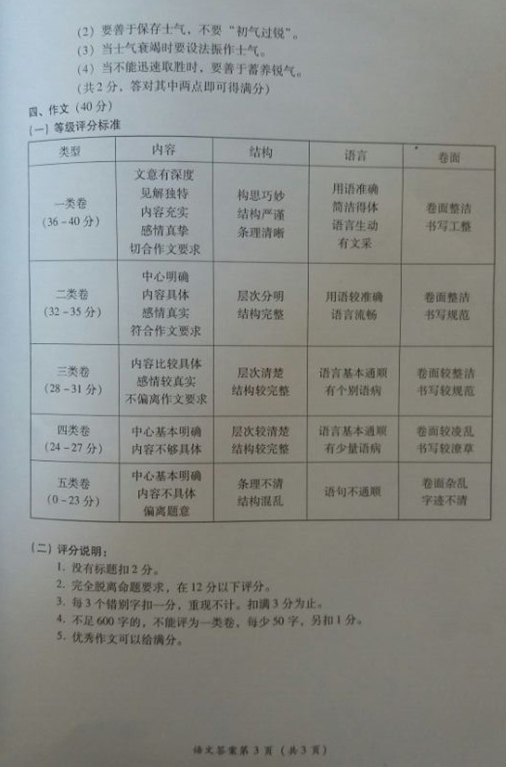 (2) 要善于保存士气，不要“初气过锐”。
(3) 当士气衰竭时要设法振作士气。
(4) 当不能迅速取胜时，要善于蓄养锐气。
(共2分，答对其中两点即可得满分)
四、作文 (40分)
(一) 等级评分标准
类型 内容 结构 语言 卷面
一类卷
(36-40分)
文意有深度
见解独特
内容充实
感情真挚
切合作文要求
构思巧妙
结构严谨
条理清晰
用语准确
简洁得体
语言生动
有文采
卷面整洁
书写工整
二类卷
(32-35分)
中心明确
内容具体
感情真实
符合作文要求
层次分明
结构完整
用语较准确
语言流畅
卷面整洁
书写规范
三类卷
(28-31分)
内容比较具体
感情较真实
不偏离作文要求
层次清楚
结构较完整
语言基本通顺
有个别语病
卷面较整洁
书写较规范
四类卷
(24-27分)
中心基本明确
内容不够具体
层次较清楚
结构较完整
语言基本通顺
有少量语病
卷面较凌乱
书写较潦草
五类卷
(0-23分)
中心基本明确
内容不具体
偏离题意
条理不清
结构混乱
语句不通顺
卷面杂乱
字迹不清
(二) 评分说明：
1. 没有标题扣2分。
2. 完全脱离命题要求，在12分以下评分。
3. 每3个错别字扣一分，重现不计。扣满3分为止。
4. 不足600字的，不能评为一类卷，每少50字，另扣1分。
5. 优秀作文可以给满分。
语文答案第3页 (共3页)